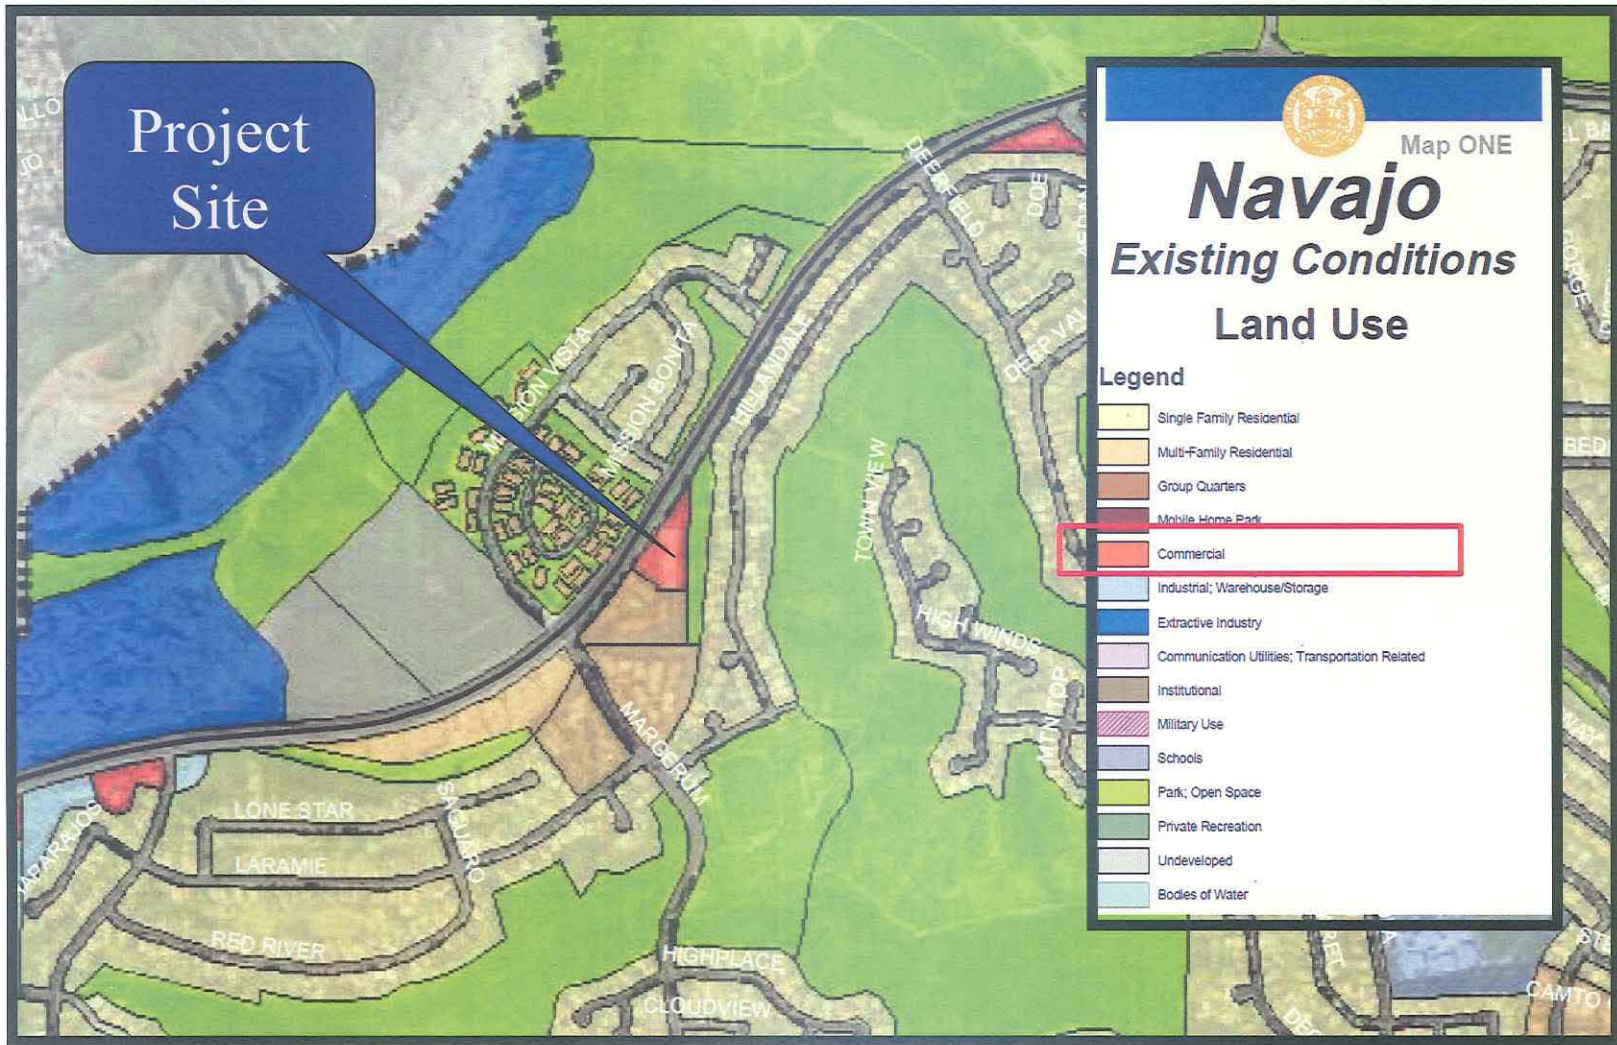 Project
Site
Map ONE
Navajo
Existing Conditions
Land Use
Legend
Single Family Residential
Multi-Family Residential
Group Quarters
Mobile Home Park
Commercial
Industrial; Warehouse/Storage
Extractive Industry
Communication Utilities; Transportation Related
Institutional
Military Use
Schools
Park; Open Space
Private Recreation
Undeveloped
Bodies of Water
DEERFIELD
DOE
MISSION VISTA
MISSION BONITA
HILLANDALE
GORGE
TOWN VIEW
HIGH WINDS
MTN TOP
MARGERUM
LONE STAR
SAGUARO
LARAMIE
RED RIVER
HIGHPLACE
CLOUDVIEW
WAY
CAMTO